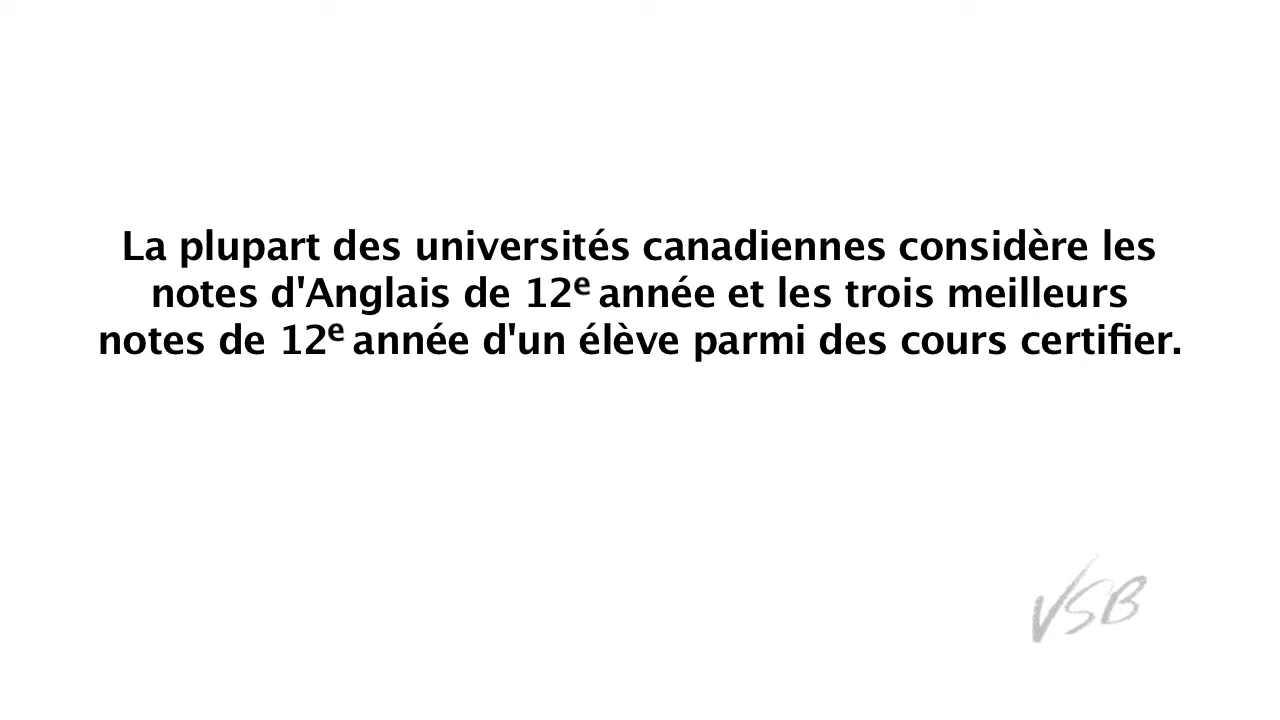 La plupart des universités canadiennes considère les
notes d'Anglais de 12e année et les trois meilleurs
notes de 12e année d'un élève parmi des cours certifier.
VSB